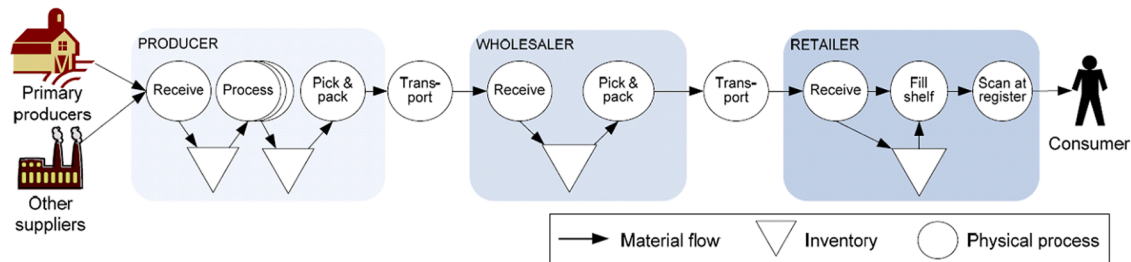 PRODUCER
WHOLESALER
RETAILER
Primary
producers
Other
suppliers
Receive
Process
Pick &
pack
Trans-
port
Receive
Pick &
pack
Trans-
port
Receive
Fill
shelf
Scan at
register
Consumer
Material flow
Inventory
Physical process